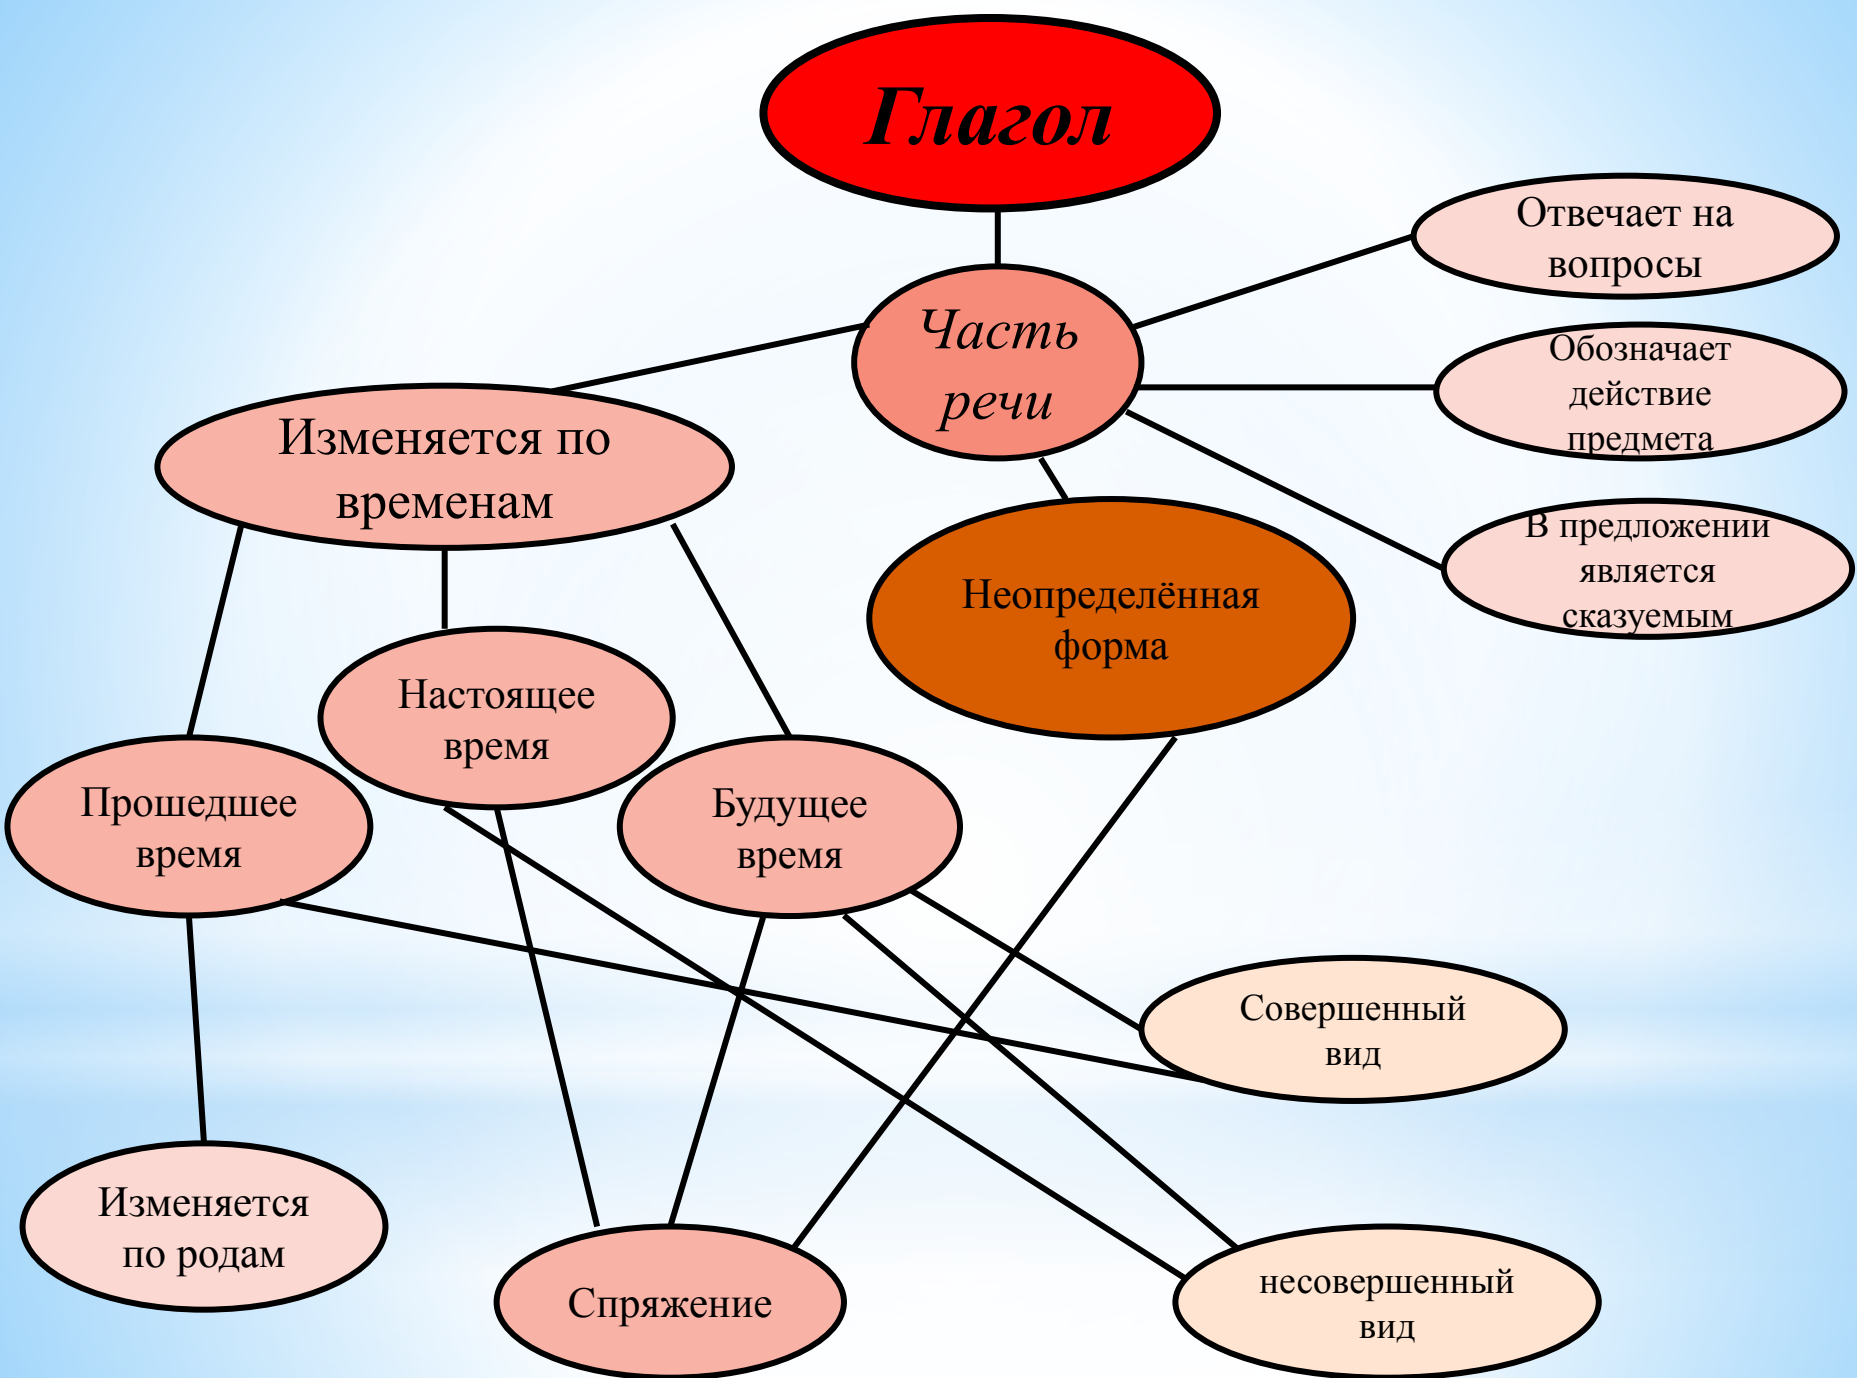 Глагол
Часть
речи
Отвечает на
вопросы
Обозначает
действие
предмета
В предложении
является
сказуемым
Изменяется по
временам
Неопределённая
форма
Настоящее
время
Прошедшее
время
Будущее
время
Совершенный
вид
Изменяется
по родам
Спряжение
несовершенный
вид